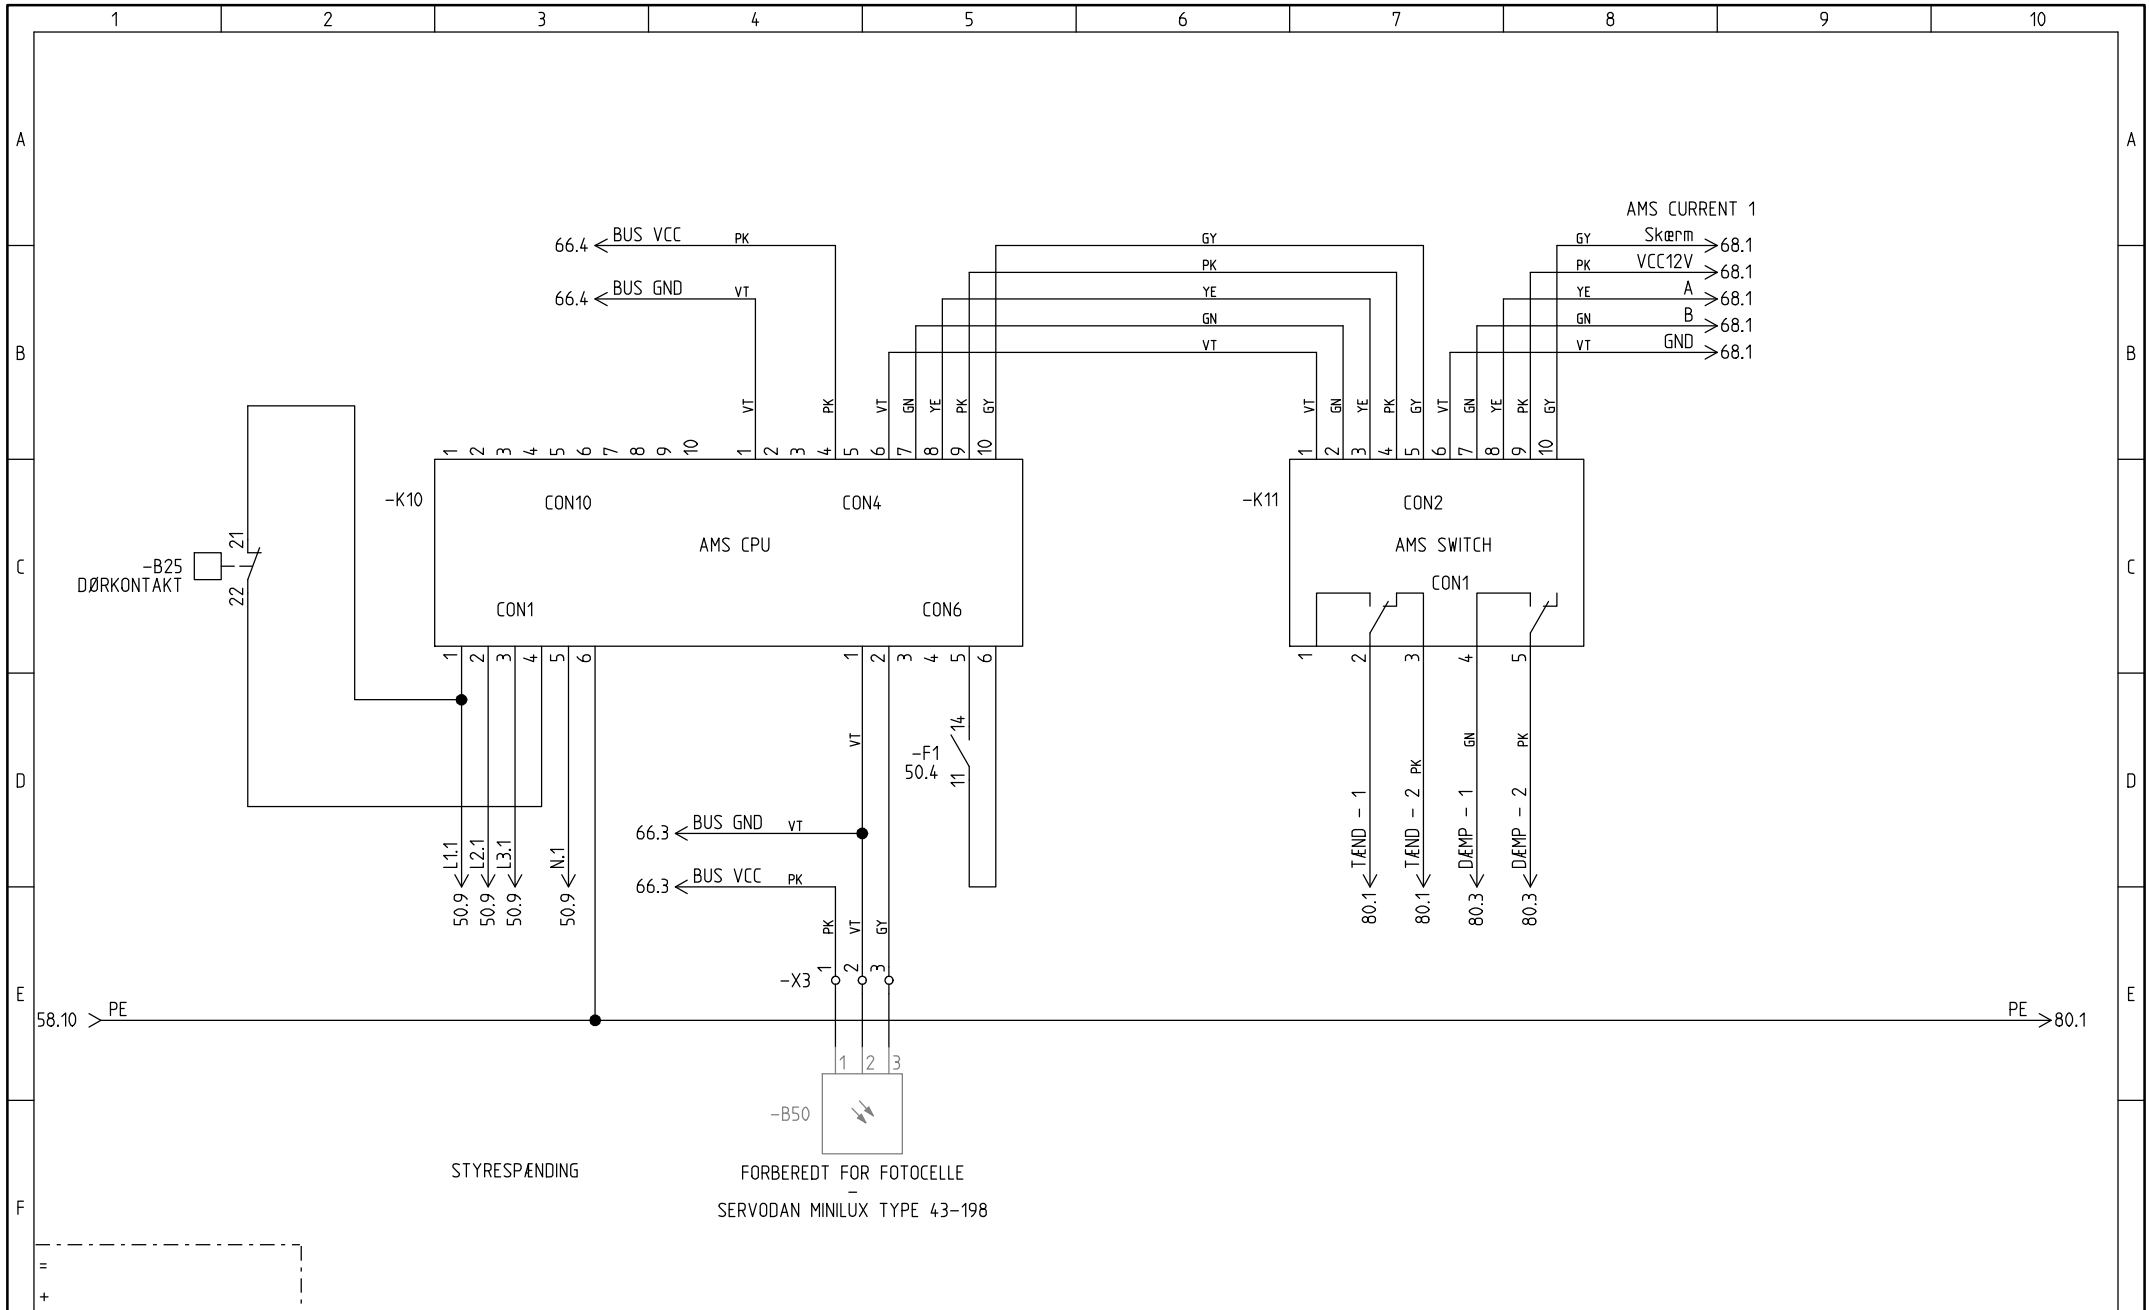 1 2 3 4 5 6 7 8 9 10
A A
AMS CURRENT 1
66.4 BUS VCC PK GY GY Skærm 68.1
PK PK VCC12V 68.1
66.4 BUS GND VT YE YE A 68.1
GN GN B 68.1
B VT VT GND 68.1 B
VT PK VT GN YE PK GY VT GN YE PK GY VT GN YE PK GY
1 2 3 4 5 6 7 8 9 10 1 2 3 4 5 6 7 8 9 10 1 2 3 4 5 6 7 8 9 10
-K10 CON10 CON4 -K11 CON2
21 AMS CPU AMS SWITCH
C -B25 C
DØRKONTAKT
22 CON1 CON6 CON1
1 2 3 4 5 6 1 2 3 4 5 6 1 2 3 4 5
VT 14 GN PK
-F1
50.4 11 PK
D D
TÆND - 1 TÆND - 2 DÆMP - 1 DÆMP - 2
66.3 BUS GND VT
L1.1 L2.1 L3.1 N.1
66.3 BUS VCC PK
50.9 50.9 50.9 50.9 80.1 80.1 80.3 80.3
PK VT GY
-X3 1 2 3
E E
58.10 PE PE 80.1
1 2 3
-B50
STYRESPÆNDING FORBEREDT FOR FOTOCELLE
-
F SERVODAN MINILUX TYPE 43-198
=
+